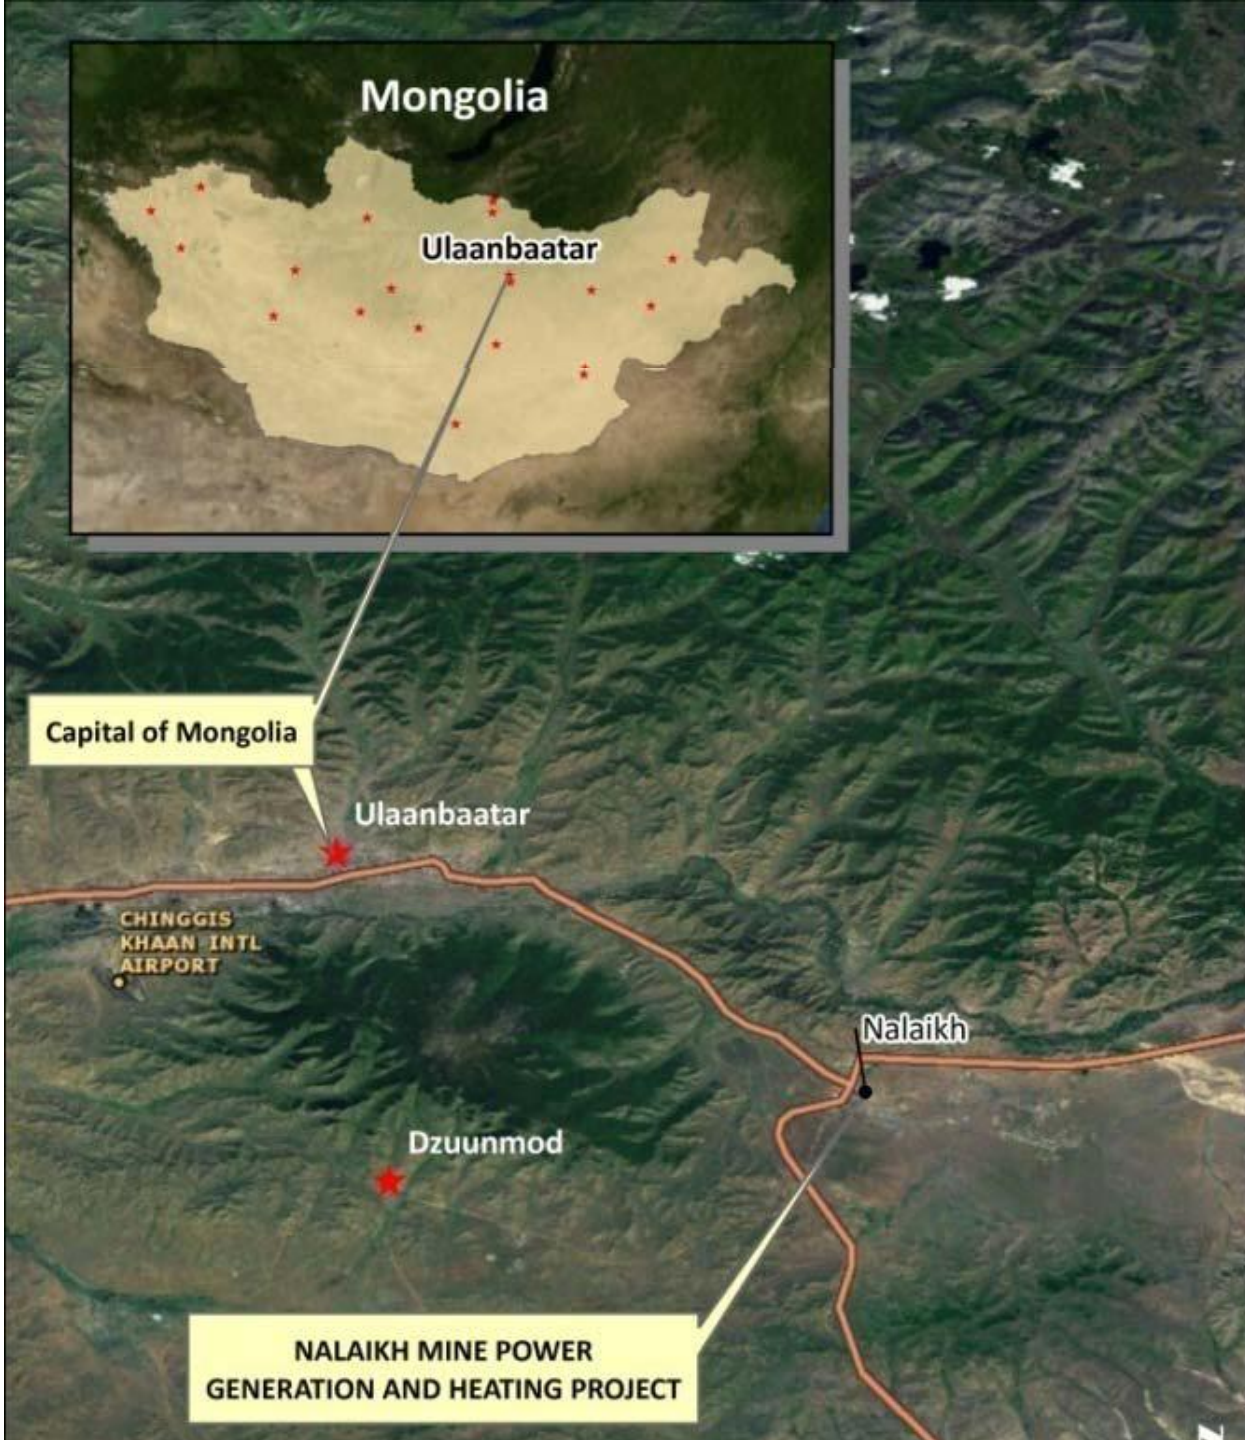 Mongolia
Ulaanbaatar
Capital of Mongolia
Ulaanbaatar
CHINGGIS
KHAAN INTL
AIRPORT
Nalaikh
Dzuunmod
NALAIKH MINE POWER
GENERATION AND HEATING PROJECT